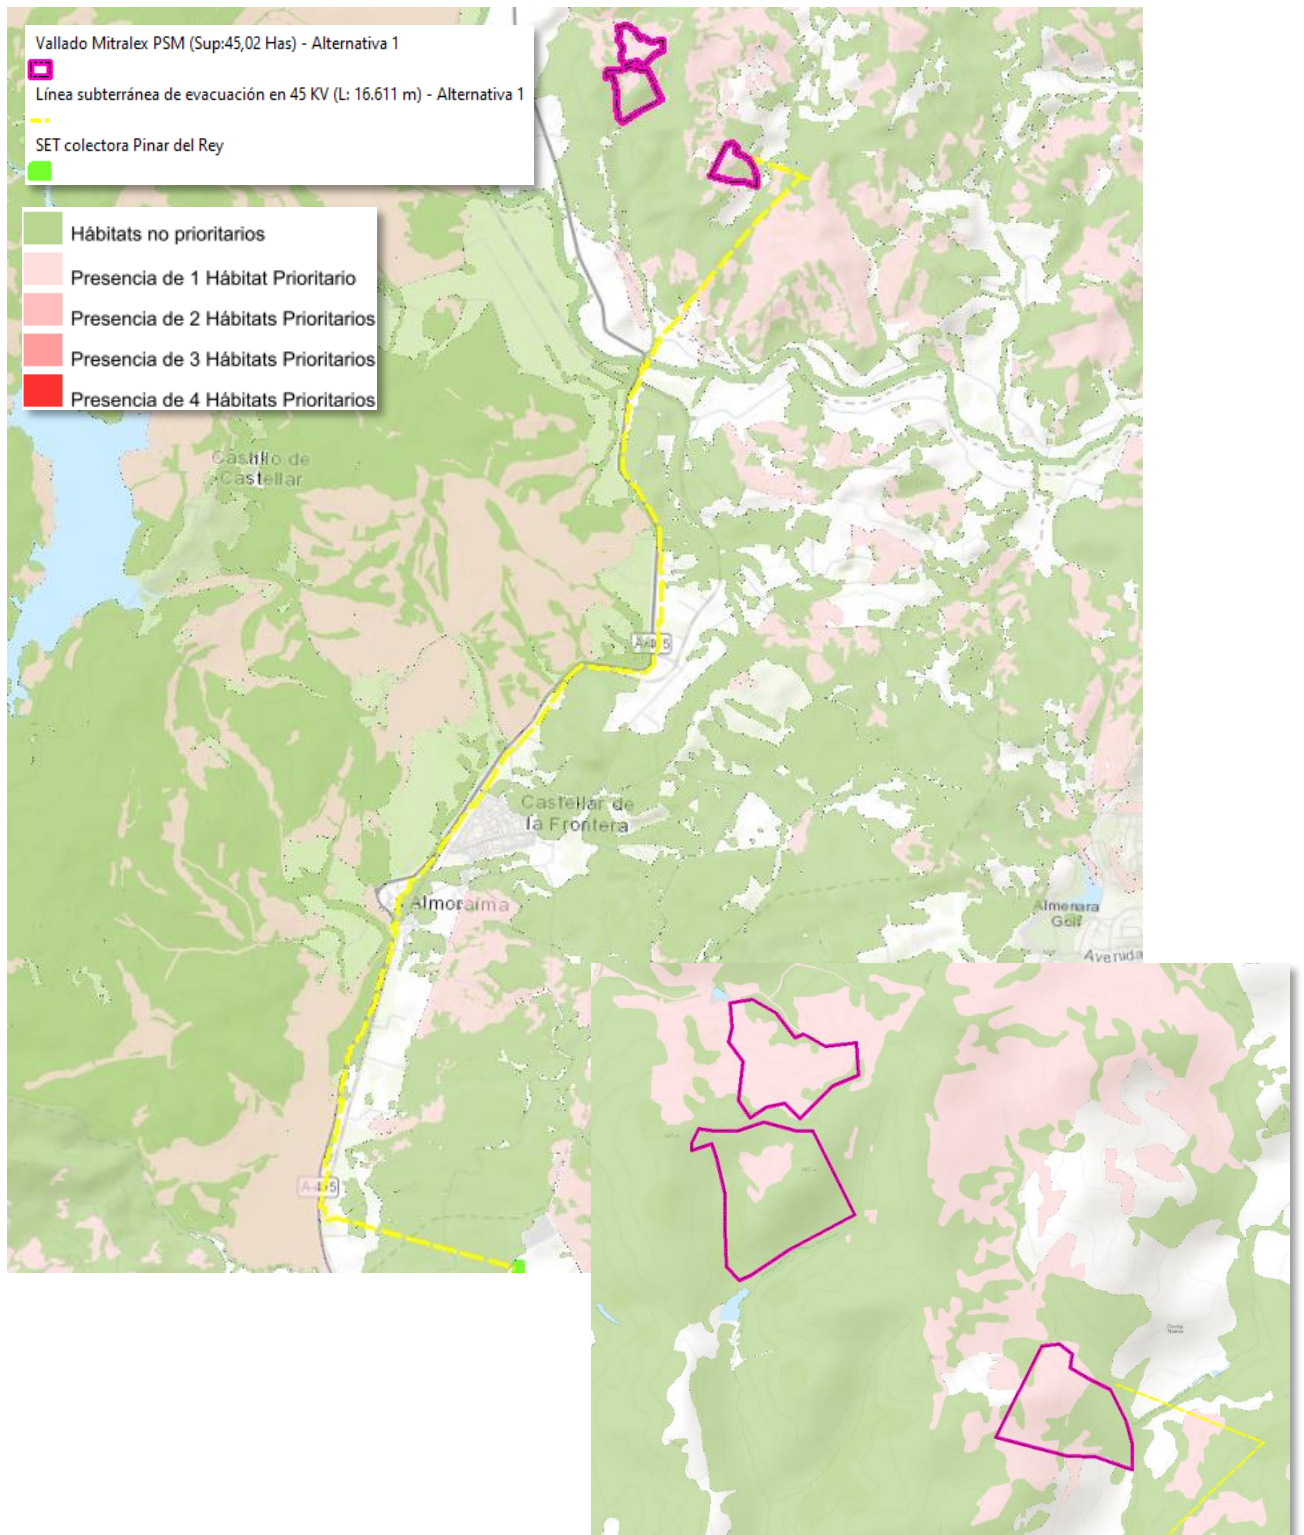 Vallado Mitralex PSM (Sup:45,02 Has) - Alternativa 1
Línea subterránea de evacuación en 45 KV (L: 16.611 m) - Alternativa 1
SET colectora Pinar del Rey
Hábitats no prioritarios
Presencia de 1 Hábitat Prioritario
Presencia de 2 Hábitats Prioritarios
Presencia de 3 Hábitats Prioritarios
Presencia de 4 Hábitats Prioritarios
Castillo de
Castellar
Castellar de
la Frontera
Almoraima
Almenara
Golf
Avenida